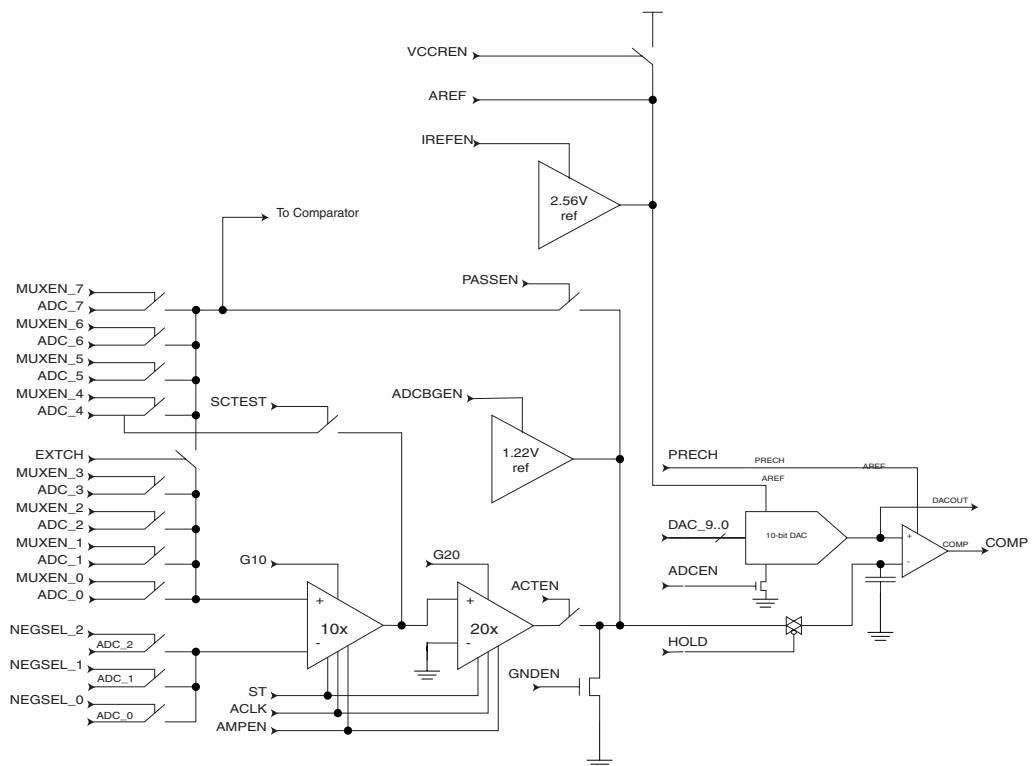 VCCREN
AREF
IREFEN
2.56V
ref
To Comparator
PASSEN
MUXEN_7
ADC_7
MUXEN_6
ADC_6
MUXEN_5
ADC_5
MUXEN_4
ADC_4
SCTEST
ADCBGEN
1.22V
ref
EXTCH
MUXEN_3
ADC_3
MUXEN_2
ADC_2
MUXEN_1
ADC_1
MUXEN_0
ADC_0
PRECH
PRECH
AREF
AREF
DACOUT
DAC_9..0
10-bit DAC
+
-
COMP
COMP
ADCEN
G10
G20
ACTEN
+
10x
-
+
20x
-
NEGSEL_2
ADC_2
NEGSEL_1
ADC_1
NEGSEL_0
ADC_0
HOLD
GNDEN
ST
ACLK
AMPEN